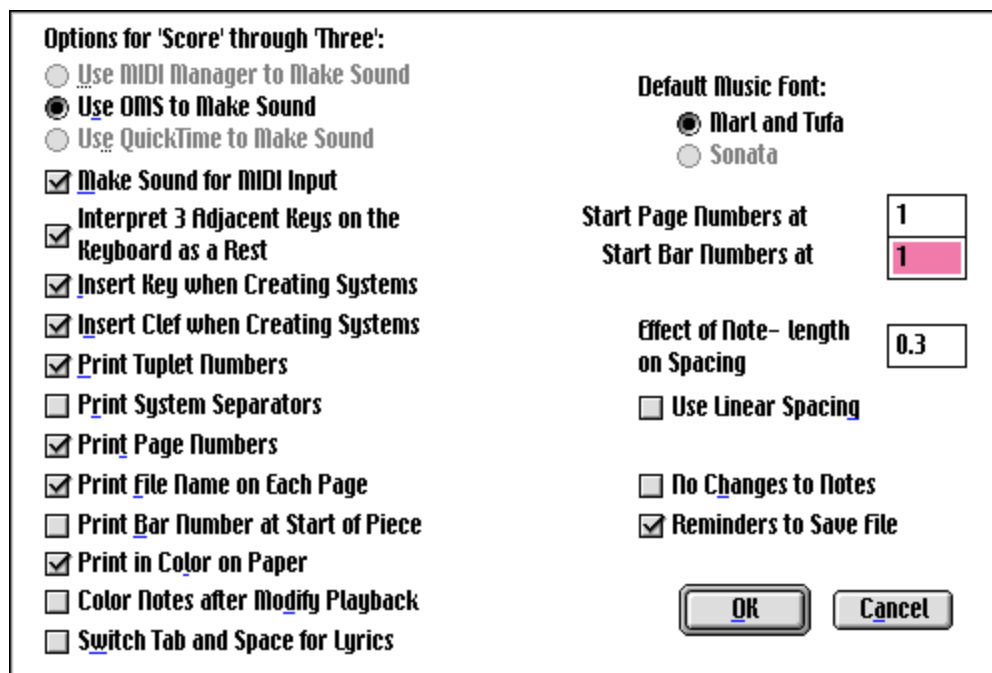 Options for 'Score' through 'Three':
Use MIDI Manager to Make Sound
Use OMS to Make Sound
Use QuickTime to Make Sound
Make Sound for MIDI Input
Interpret 3 Adjacent Keys on the
Keyboard as a Rest
Insert Key when Creating Systems
Insert Clef when Creating Systems
Print Tuplet Numbers
Print System Separators
Print Page Numbers
Print File Name on Each Page
Print Bar Number at Start of Piece
Print in Color on Paper
Color Notes after Modify Playback
Switch Tab and Space for Lyrics
Default Music Font:
Marl and Tufa
Sonata
Start Page Numbers at 1
Start Bar Numbers at 1
Effect of Note- length
on Spacing 0.3
Use Linear Spacing
No Changes to Notes
Reminders to Save File
OK Cancel